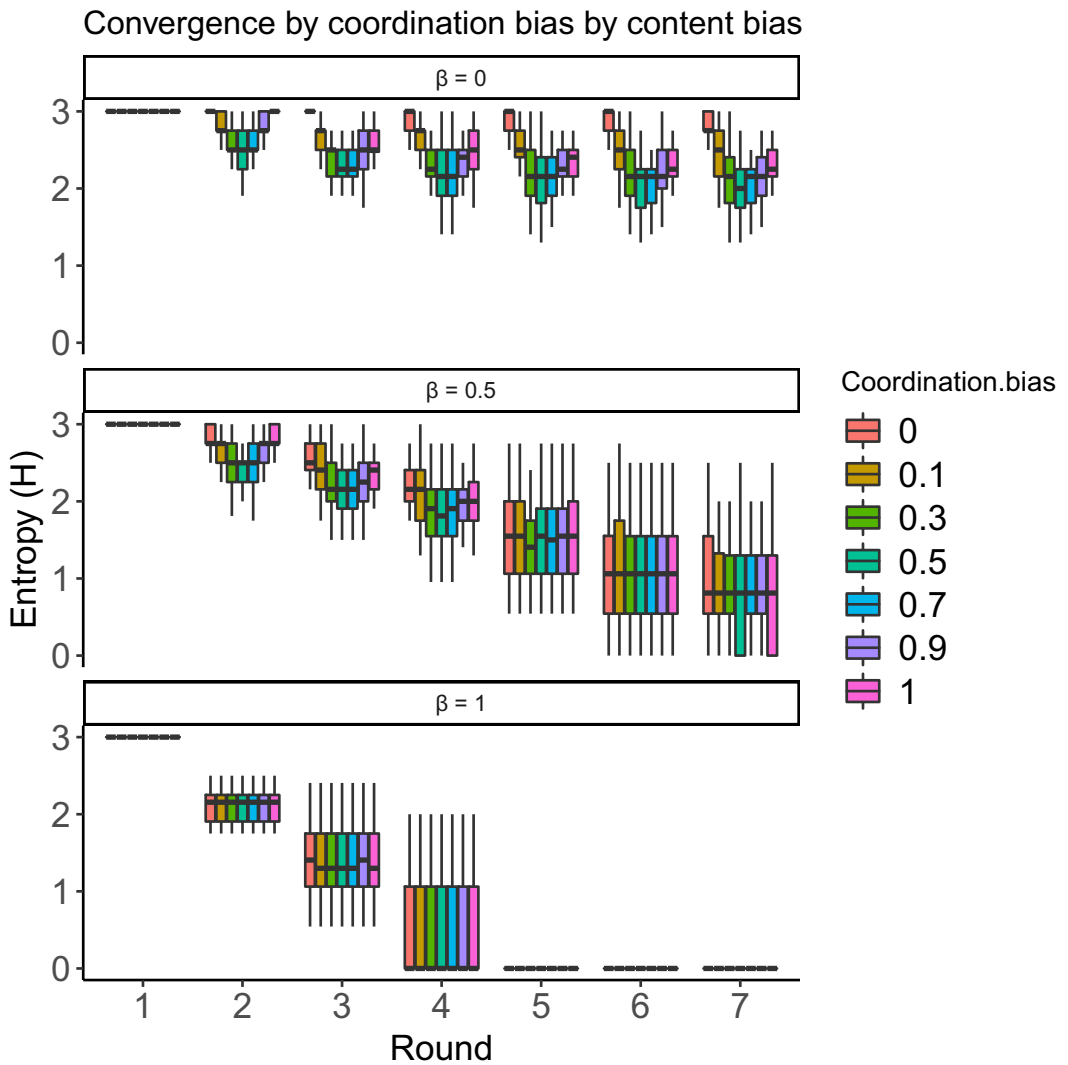 Convergence by coordination bias by content bias
β = 0
3
2
1
0
β = 0.5
3
2
1
0
β = 1
3
2
1
0
1 2 3 4 5 6 7
Round
Entropy (H)
Coordination.bias
0
0.1
0.3
0.5
0.7
0.9
1